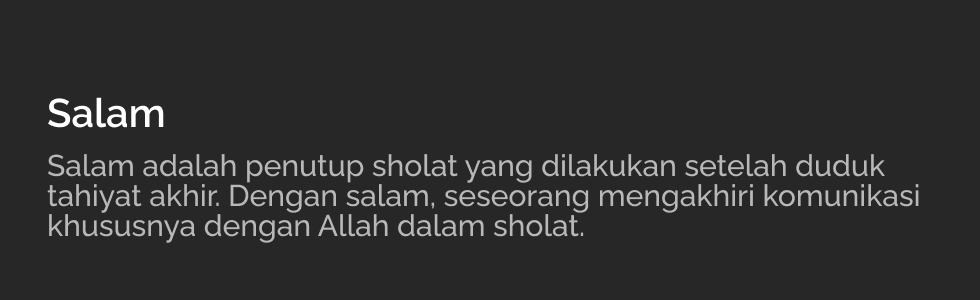 Salam
Salam adalah penutup sholat yang dilakukan setelah duduk
tahiyat akhir. Dengan salam, seseorang mengakhiri komunikasi
khususnya dengan Allah dalam sholat.